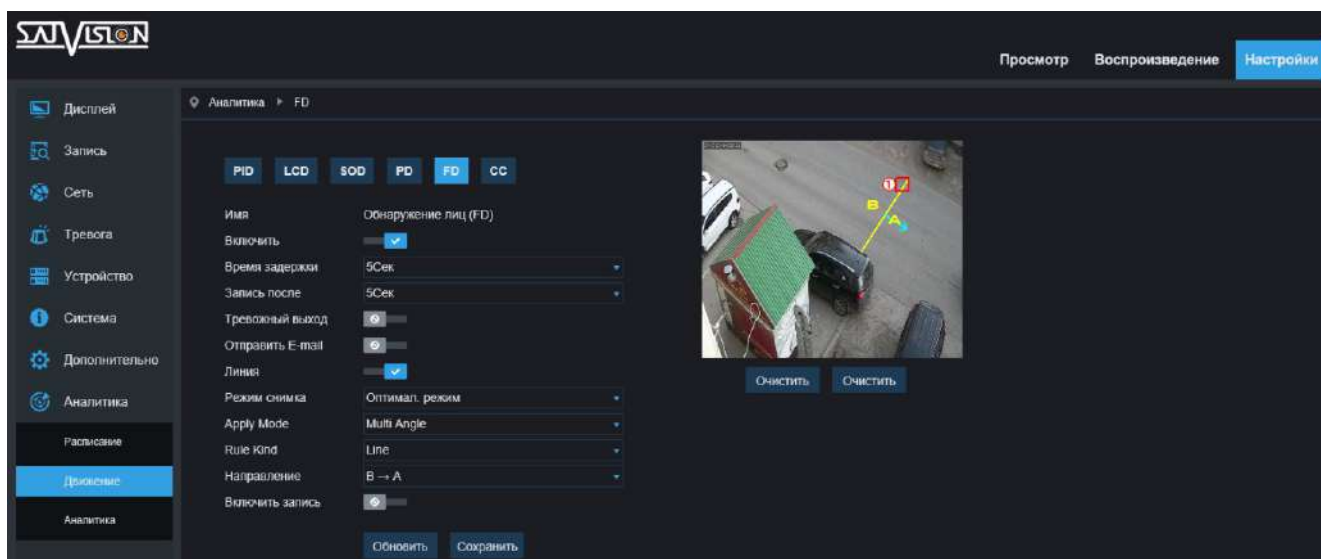 SATVISION
Просмотр Воспроизведение Настройки
Дисплей
Запись
Сеть
Тревога
Устройство
Система
Дополнительно
Аналитика
Расписание
Движение
Аналитика
Аналитика FD
PID LCD SOD PD FD CC
Имя Обнаружение лиц (FD)
Включить
Время задержки 5Сек
Запись после 5Сек
Тревожный выход
Отправить E-mail
Линия
Режим снимка Оптимал. режим
Apply Mode Multi Angle
Rule Kind Line
Направление B → A
Включить запись
Обновить Сохранить
1
B
A
Очистить Очистить